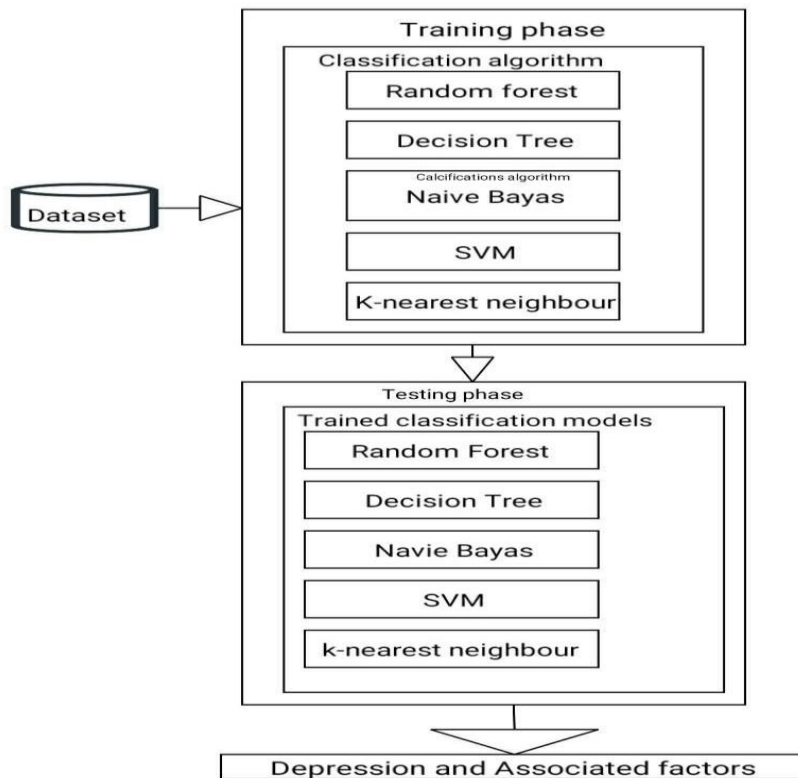 Training phase
Classification algorithm
Random forest
Decision Tree
Calcifications algorithm
Naive Bayas
SVM
K-nearest neighbour
Dataset
Testing phase
Trained classification models
Random Forest
Decision Tree
Navie Bayas
SVM
k-nearest neighbour
Depression and Associated factors